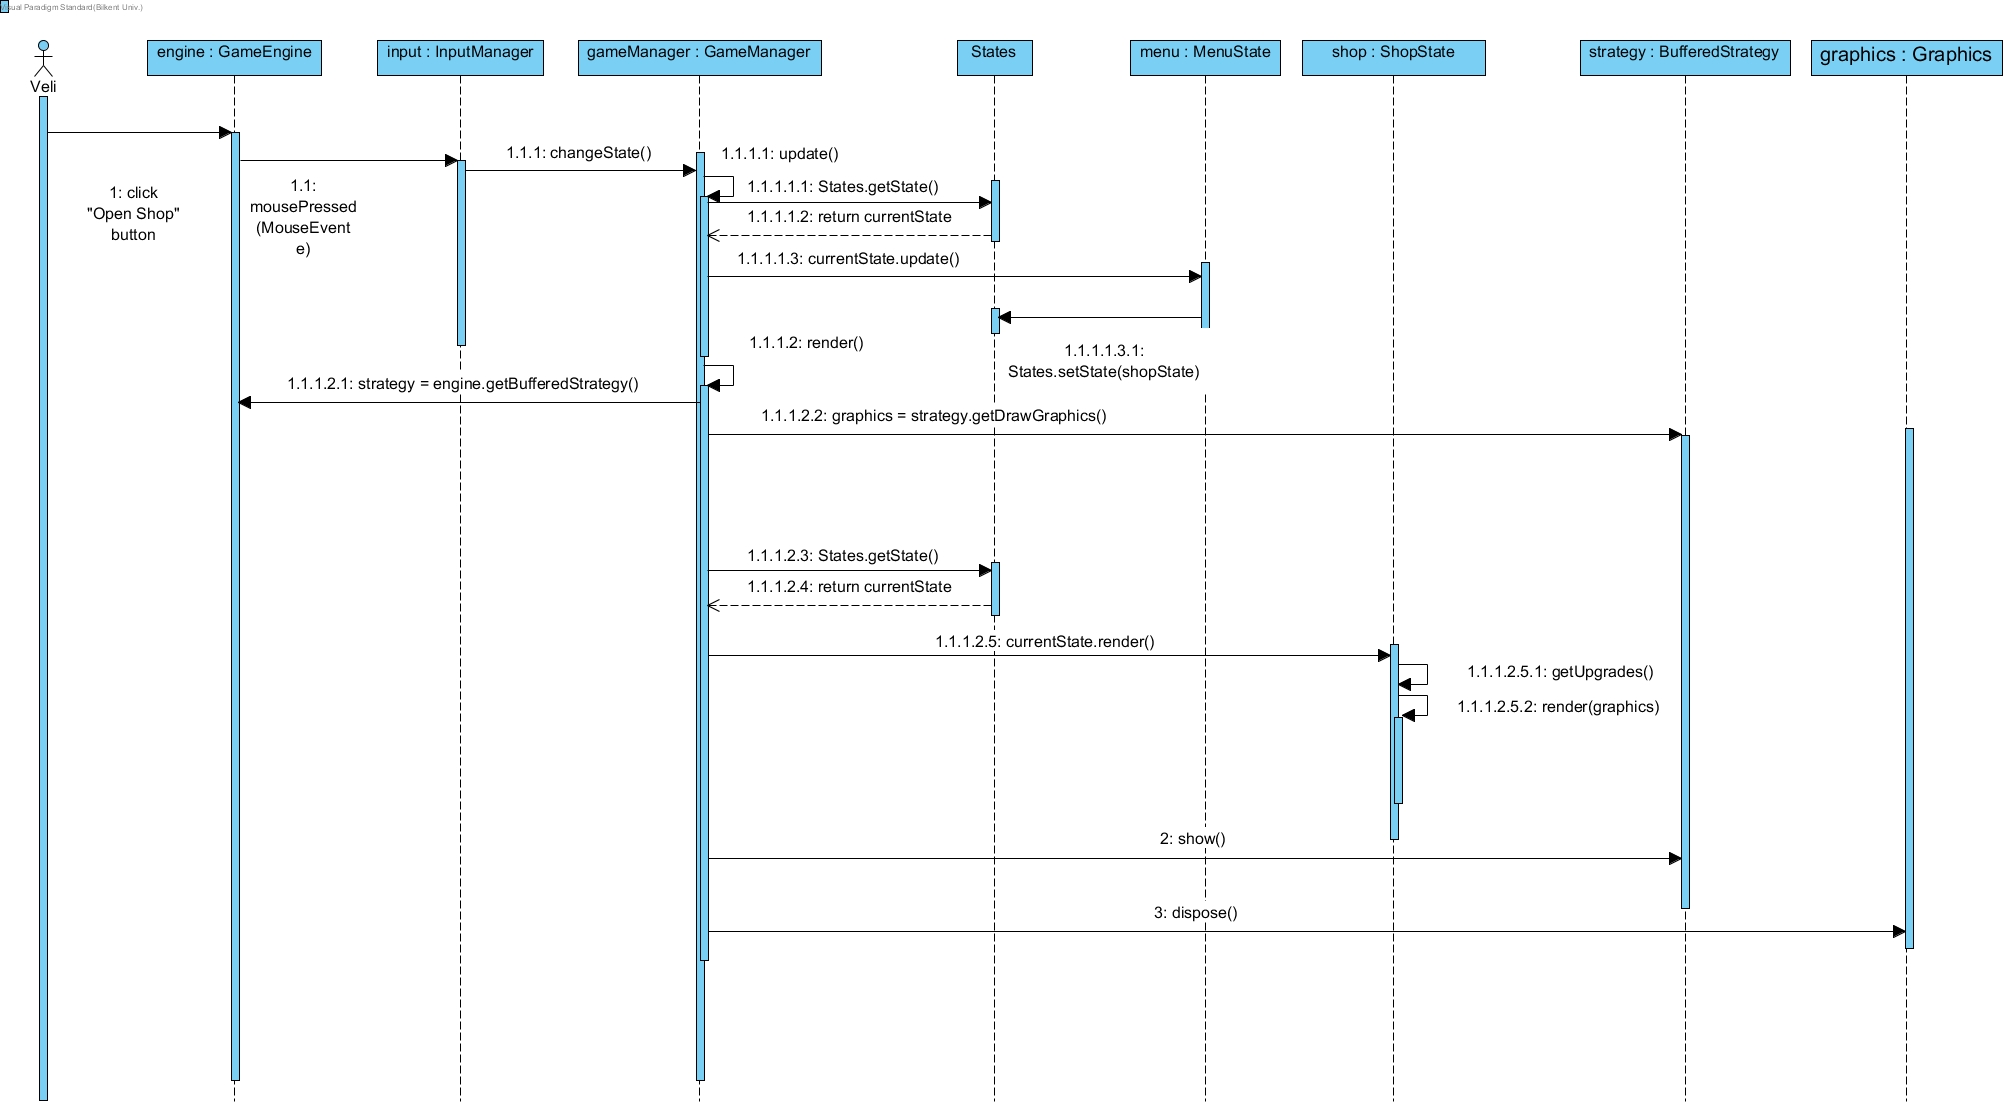 Visual Paradigm Standard(Bilkent Univ.)
Veli
engine : GameEngine
input : InputManager
gameManager : GameManager
States
menu : MenuState
shop : ShopState
strategy : BufferedStrategy
graphics : Graphics
1: click
"Open Shop"
button
1.1:
mousePressed
(MouseEvent
e)
1.1.1: changeState()
1.1.1.1: update()
1.1.1.1.1: States.getState()
1.1.1.1.2: return currentState
1.1.1.1.3: currentState.update()
1.1.1.1.3.1:
States.setState(shopState)
1.1.1.2: render()
1.1.1.2.1: strategy = engine.getBufferedStrategy()
1.1.1.2.2: graphics = strategy.getDrawGraphics()
1.1.1.2.3: States.getState()
1.1.1.2.4: return currentState
1.1.1.2.5: currentState.render()
1.1.1.2.5.1: getUpgrades()
1.1.1.2.5.2: render(graphics)
2: show()
3: dispose()